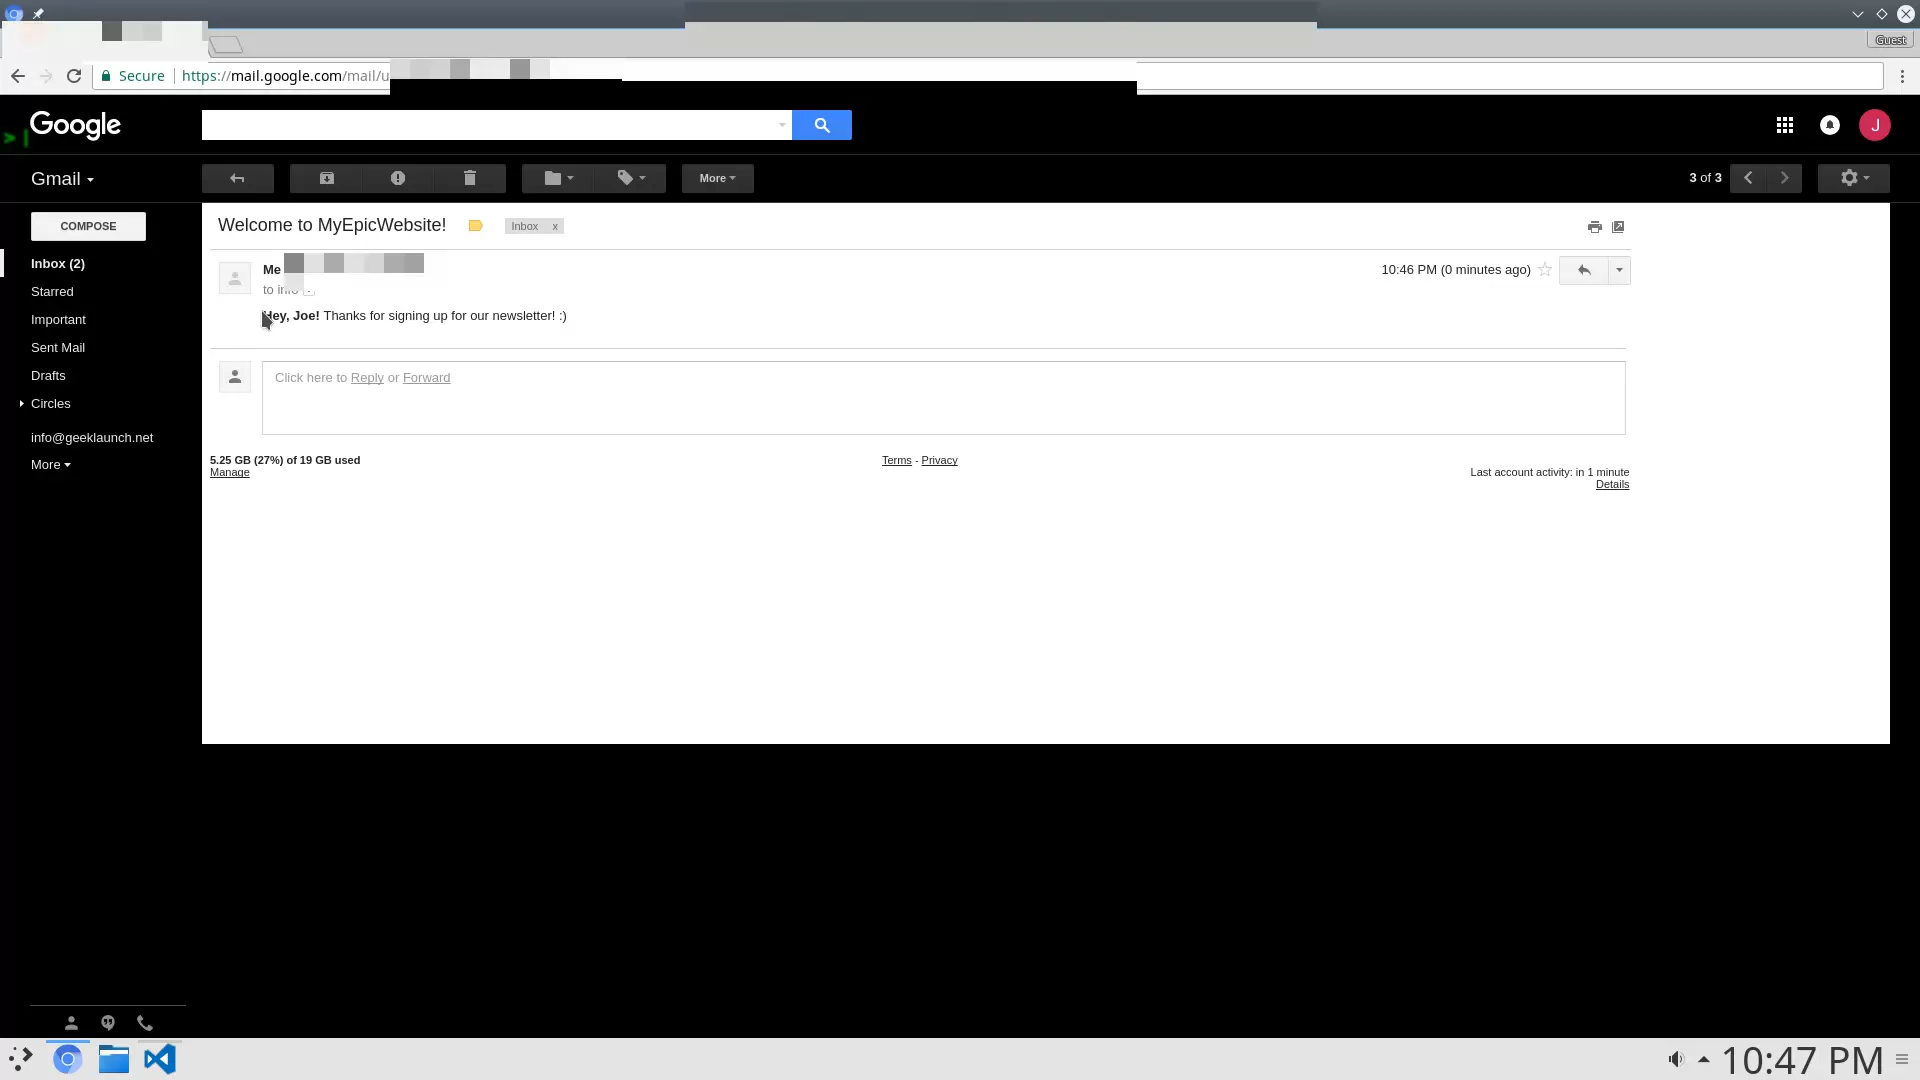 Guest
Secure https://mail.google.com/mail/u
>
Google
J
Gmail
More
3 of 3
COMPOSE
Welcome to MyEpicWebsite!
Inbox x
Inbox (2)
Me
10:46 PM (0 minutes ago)
Starred
to
Hey, Joe! Thanks for signing up for our newsletter! :)
Important
Sent Mail
Drafts
Click here to Reply or Forward
Circles
info@geeklaunch.net
More
5.25 GB (27%) of 19 GB used
Manage
Terms - Privacy
Last account activity: in 1 minute
Details
10:47 PM